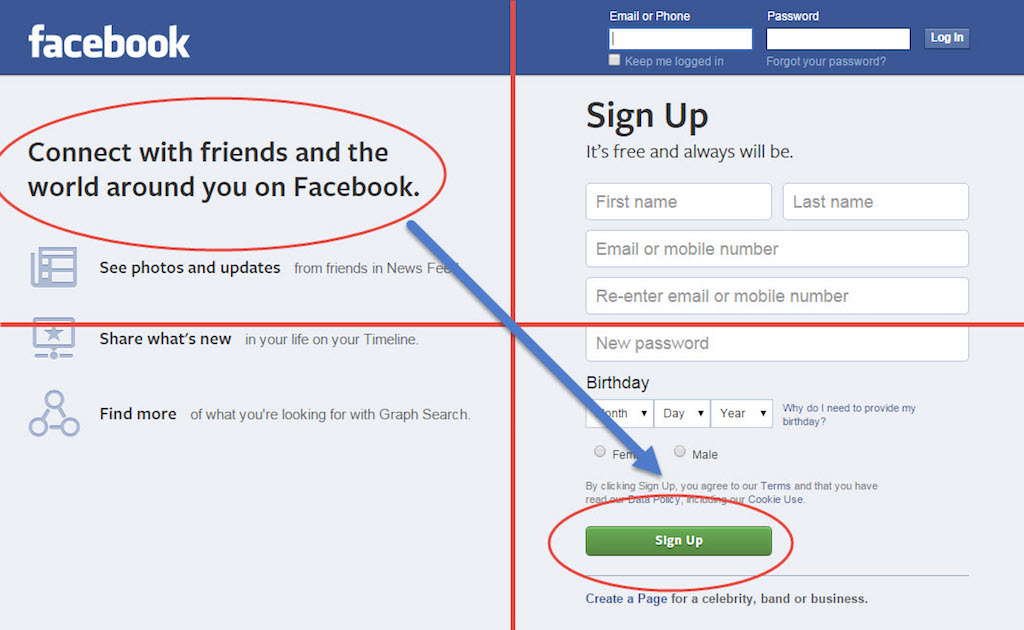 facebook
Email or Phone
Password
Log In
Keep me logged in
Forgot your password?
Connect with friends and the
world around you on Facebook.
See photos and updates from friends in News Feed
Share what's new in your life on your Timeline.
Find more of what you're looking for with Graph Search.
Sign Up
It's free and always will be.
First name
Last name
Email or mobile number
Re-enter email or mobile number
New password
Birthday
Month
Day
Year
Why do I need to provide my
birthday?
Female
Male
By clicking Sign Up, you agree to our Terms and that you have
read our Data Policy, including our Cookie Use.
Sign Up
Create a Page for a celebrity, band or business.